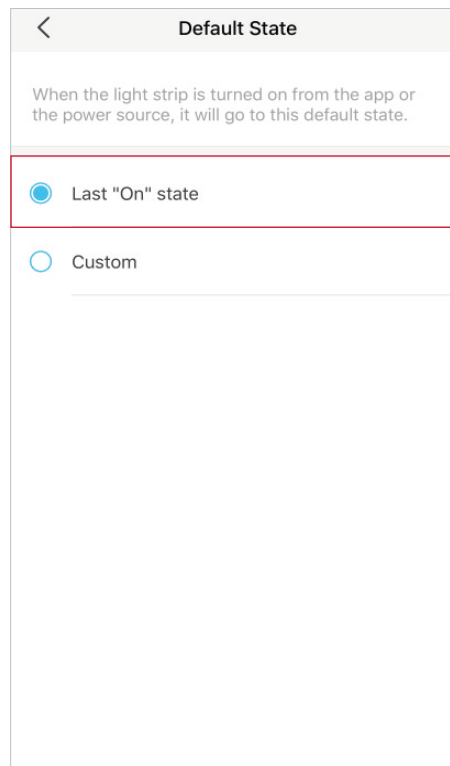 Default State
When the light strip is turned on from the app or
the power source, it will go to this default state.
Last "On" state
Custom